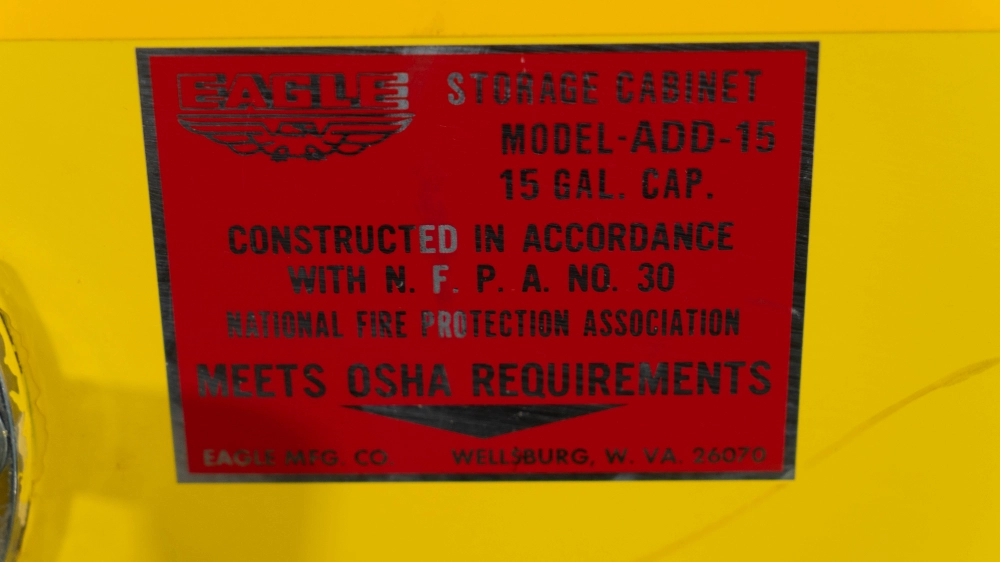 EAGLE STORAGE CABINET
MODEL-ADD-15
15 GAL. CAP.
CONSTRUCTED IN ACCORDANCE
WITH N. F. P. A. NO. 30
NATIONAL FIRE PROTECTION ASSOCIATION
MEETS OSHA REQUIREMENTS
EAGLE MFG. CO WELLSBURG, W. VA. 26070